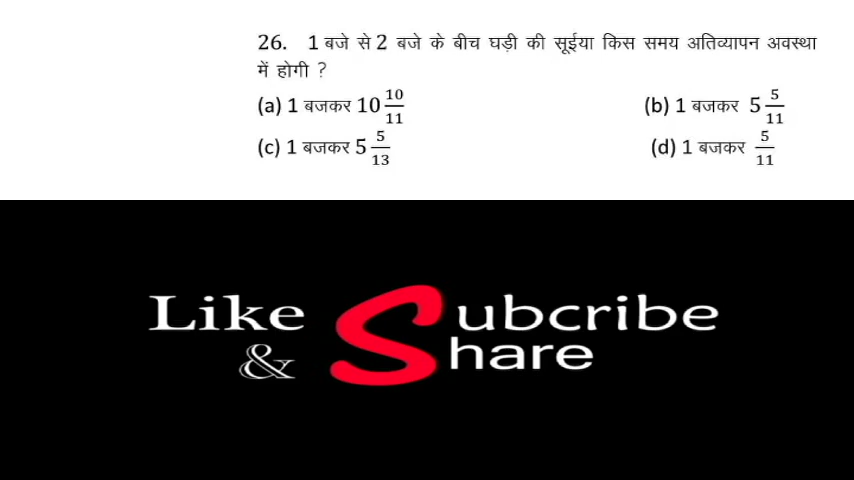 26. 1 बजे से 2 बजे के बीच घड़ी की सूईया किस समय अतिव्यापन अवस्था
में होगी ?
(a) 1 बजकर 10 10/11 (b) 1 बजकर 5 5/11
(c) 1 बजकर 5 5/13 (d) 1 बजकर 5/11
Like Subcribe
& Share